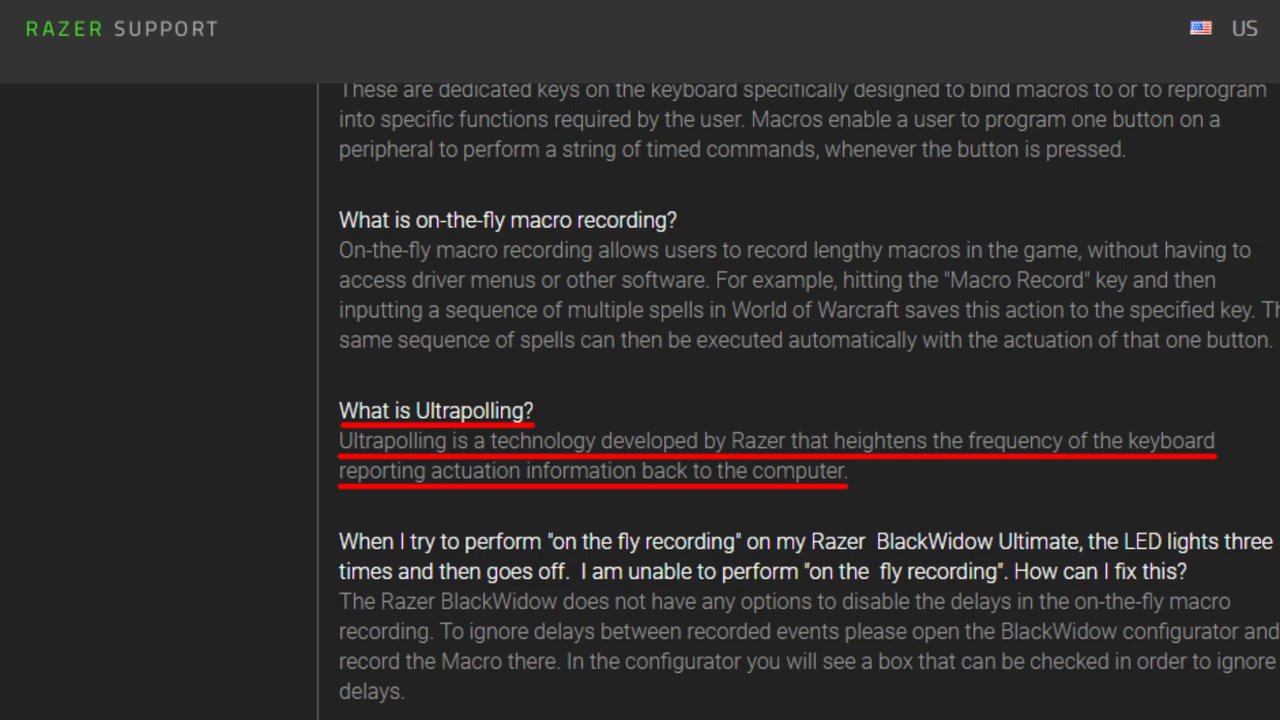 RAZER SUPPORT
US
These are dedicated keys on the keyboard specifically designed to bind macros to or to reprogram
into specific functions required by the user. Macros enable a user to program one button on a
peripheral to perform a string of timed commands, whenever the button is pressed.
What is on-the-fly macro recording?
On-the-fly macro recording allows users to record lengthy macros in the game, without having to
access driver menus or other software. For example, hitting the "Macro Record" key and then
inputting a sequence of multiple spells in World of Warcraft saves this action to the specified key.
same sequence of spells can then be executed automatically with the actuation of that one button.
What is Ultrapolling?
Ultrapolling is a technology developed by Razer that heightens the frequency of the keyboard
reporting actuation information back to the computer.
When I try to perform "on the fly recording" on my Razer  BlackWidow Ultimate, the LED lights three
times and then goes off.  I am unable to perform "on the  fly recording". How can I fix this?
The Razer BlackWidow does not have any options to disable the delays in the on-the-fly macro
recording. To ignore delays between recorded events please open the BlackWidow configurator and
record the Macro there. In the configurator you will see a box that can be checked in order to ignore
delays.